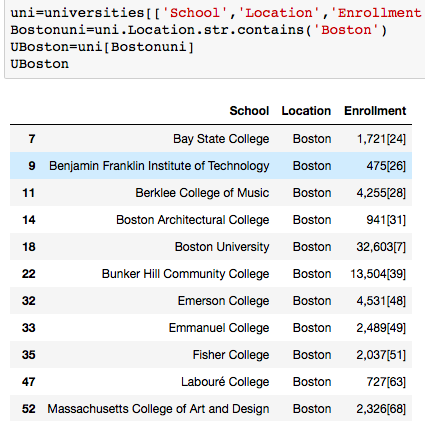 uni=universities[['School','Location','Enrollment
Bostonuni=uni.Location.str.contains('Boston')
UBoston=uni[Bostonuni]
UBoston
School Location Enrollment
7 Bay State College Boston 1,721[24]
9 Benjamin Franklin Institute of Technology Boston 475[26]
11 Berklee College of Music Boston 4,255[28]
14 Boston Architectural College Boston 941[31]
18 Boston University Boston 32,603[7]
22 Bunker Hill Community College Boston 13,504[39]
32 Emerson College Boston 4,531[48]
33 Emmanuel College Boston 2,489[49]
35 Fisher College Boston 2,037[51]
47 Labouré College Boston 727[63]
52 Massachusetts College of Art and Design Boston 2,326[68]